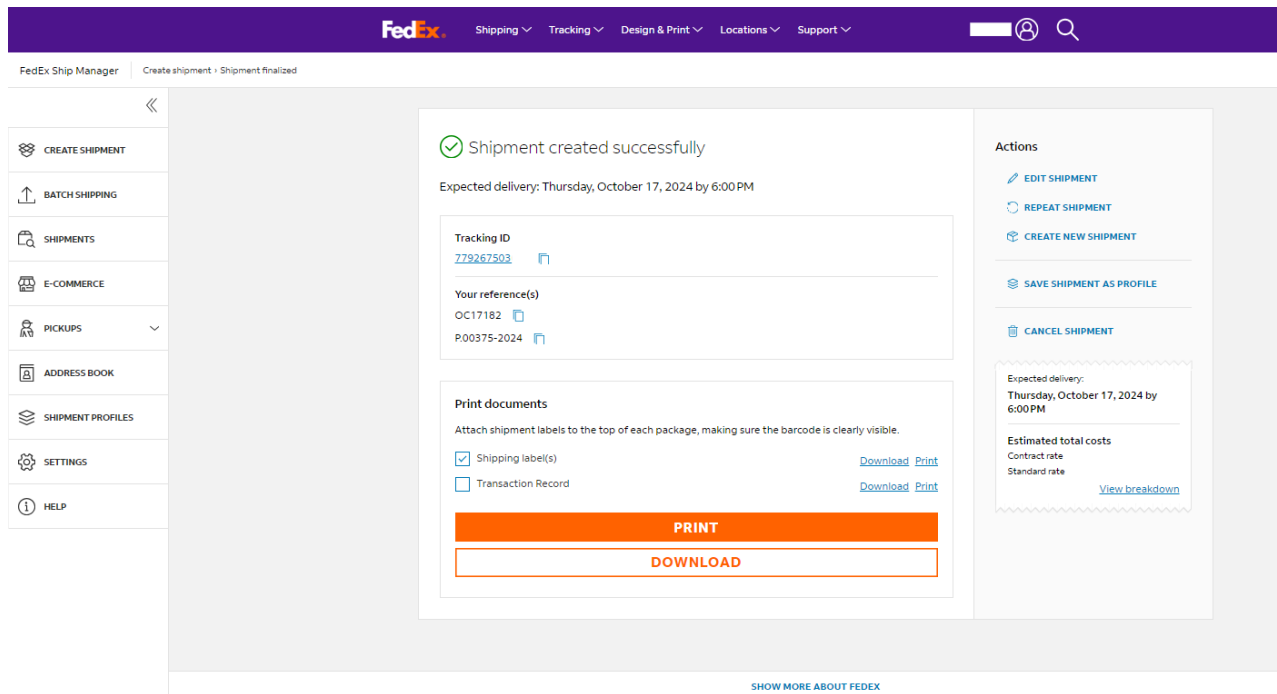 FedEx.
Shipping Tracking Design & Print Locations Support
FedEx Ship Manager Create shipment › Shipment finalized
CREATE SHIPMENT
BATCH SHIPPING
SHIPMENTS
E-COMMERCE
PICKUPS
ADDRESS BOOK
SHIPMENT PROFILES
SETTINGS
HELP
Shipment created successfully
Expected delivery: Thursday, October 17, 2024 by 6:00 PM
Tracking ID
779267503
Your reference(s)
OC17182
P.00375-2024
Print documents
Attach shipment labels to the top of each package, making sure the barcode is clearly visible.
Shipping label(s) Download Print
Transaction Record Download Print
PRINT
DOWNLOAD
Actions
EDIT SHIPMENT
REPEAT SHIPMENT
CREATE NEW SHIPMENT
SAVE SHIPMENT AS PROFILE
CANCEL SHIPMENT
Expected delivery:
Thursday, October 17, 2024 by
6:00 PM
Estimated total costs
Contract rate
Standard rate
View breakdown
SHOW MORE ABOUT FEDEX